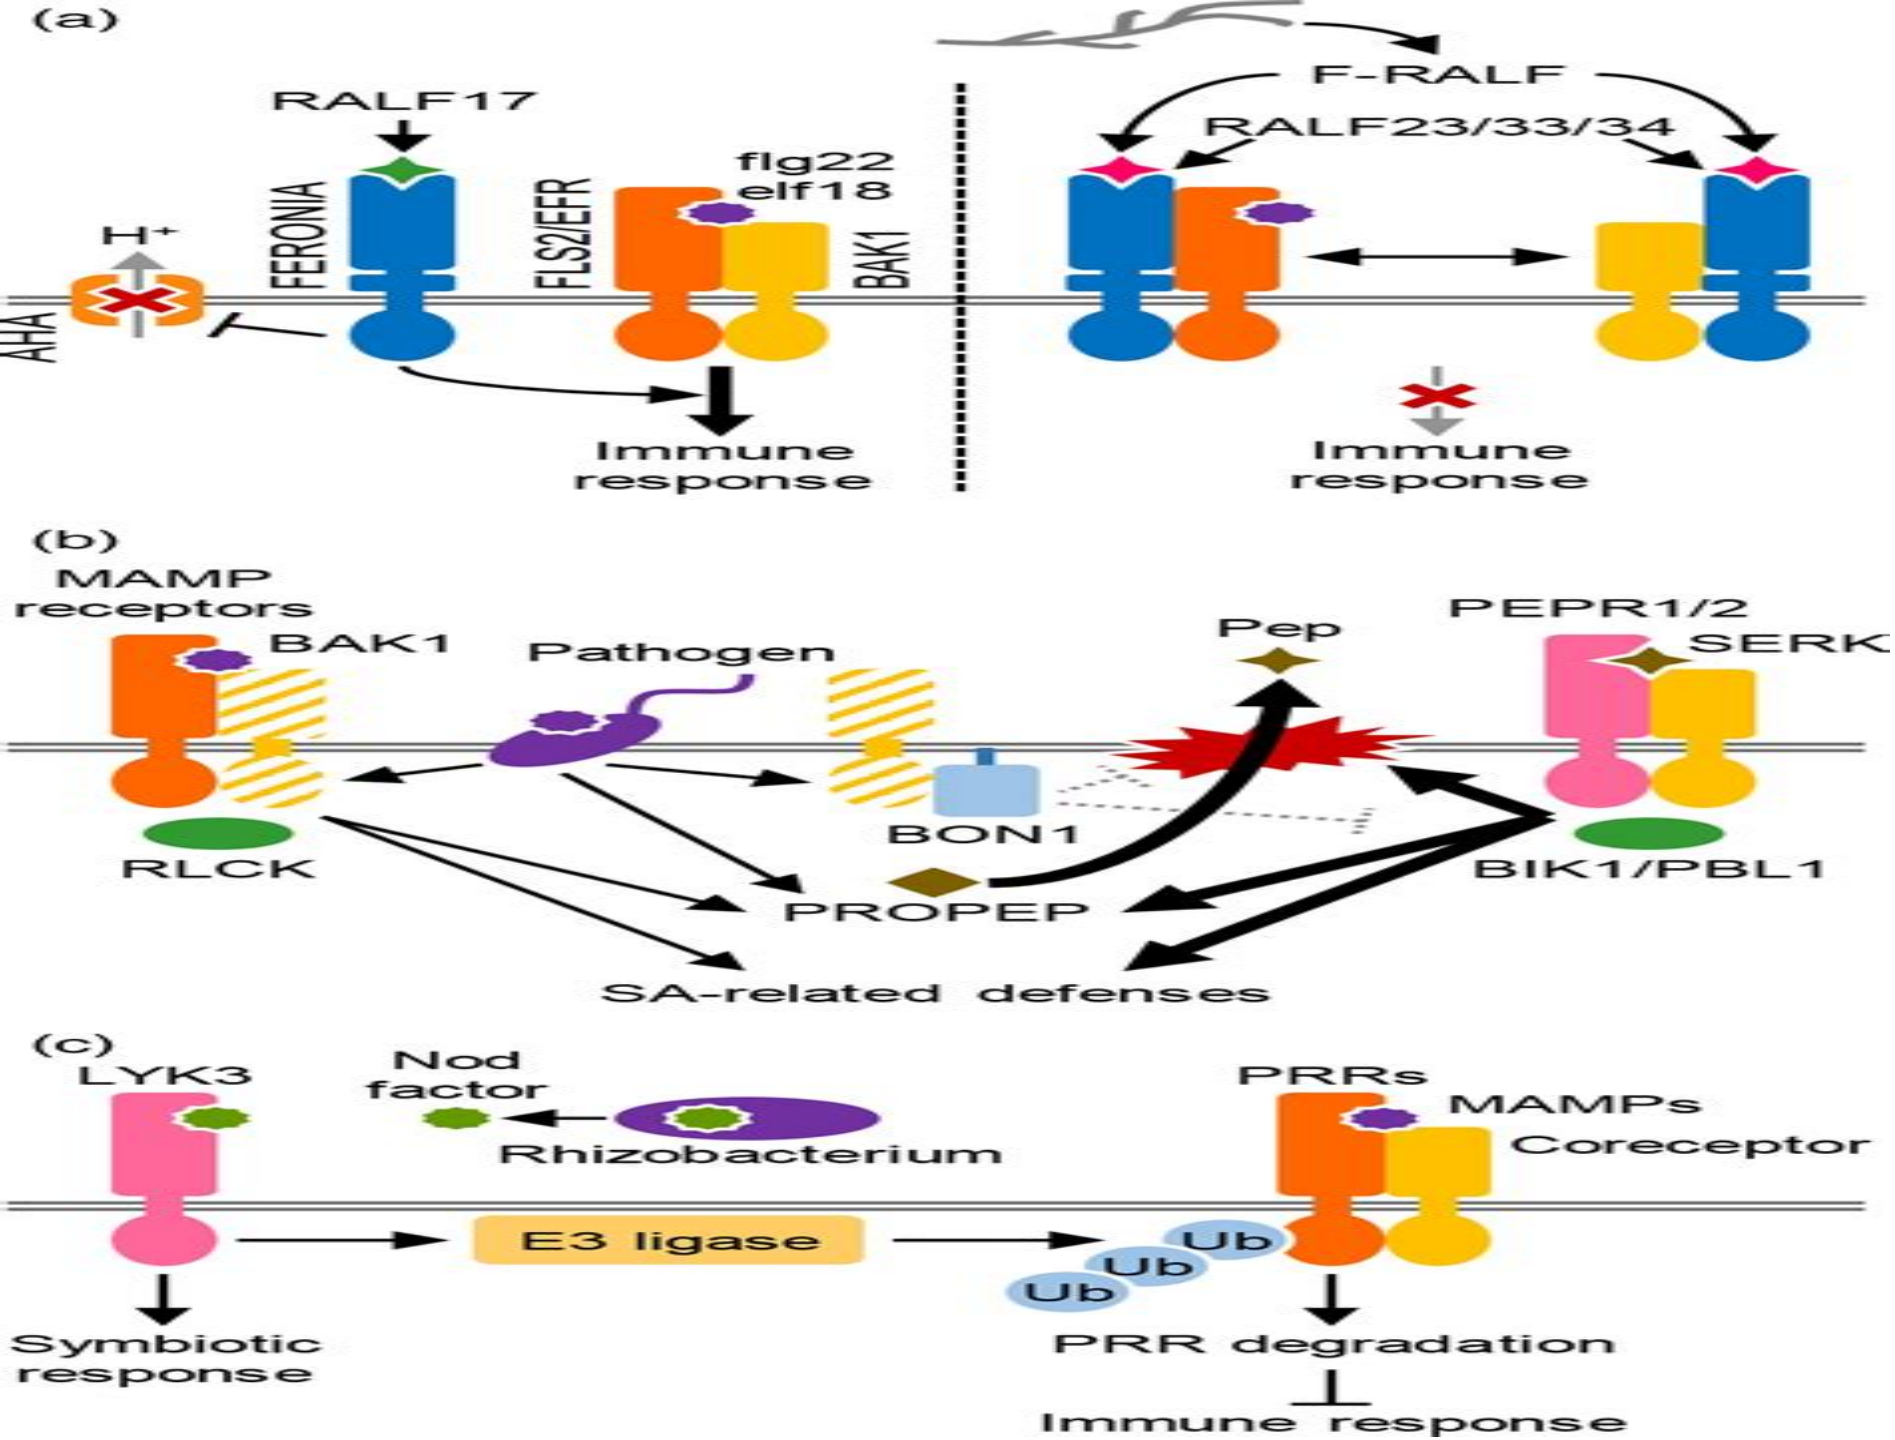 (a)
F-RALF
RALF17
RALF23/33/34
flg22
elf18
FERONIA
FLS2/EFR
BAK1
H+
AHA
Immune
response
Immune
response
(b)
MAMP
receptors
BAK1
Pathogen
Pep
PEPR1/2
SERK
BON1
RLCK
BIK1/PBL1
PROPEP
SA-related defenses
(c)
LYK3
Nod
factor
Rhizobacterium
PRRs
MAMPs
Coreceptor
E3 ligase
Ub
Ub
Ub
Symbiotic
response
PRR degradation
Immune response